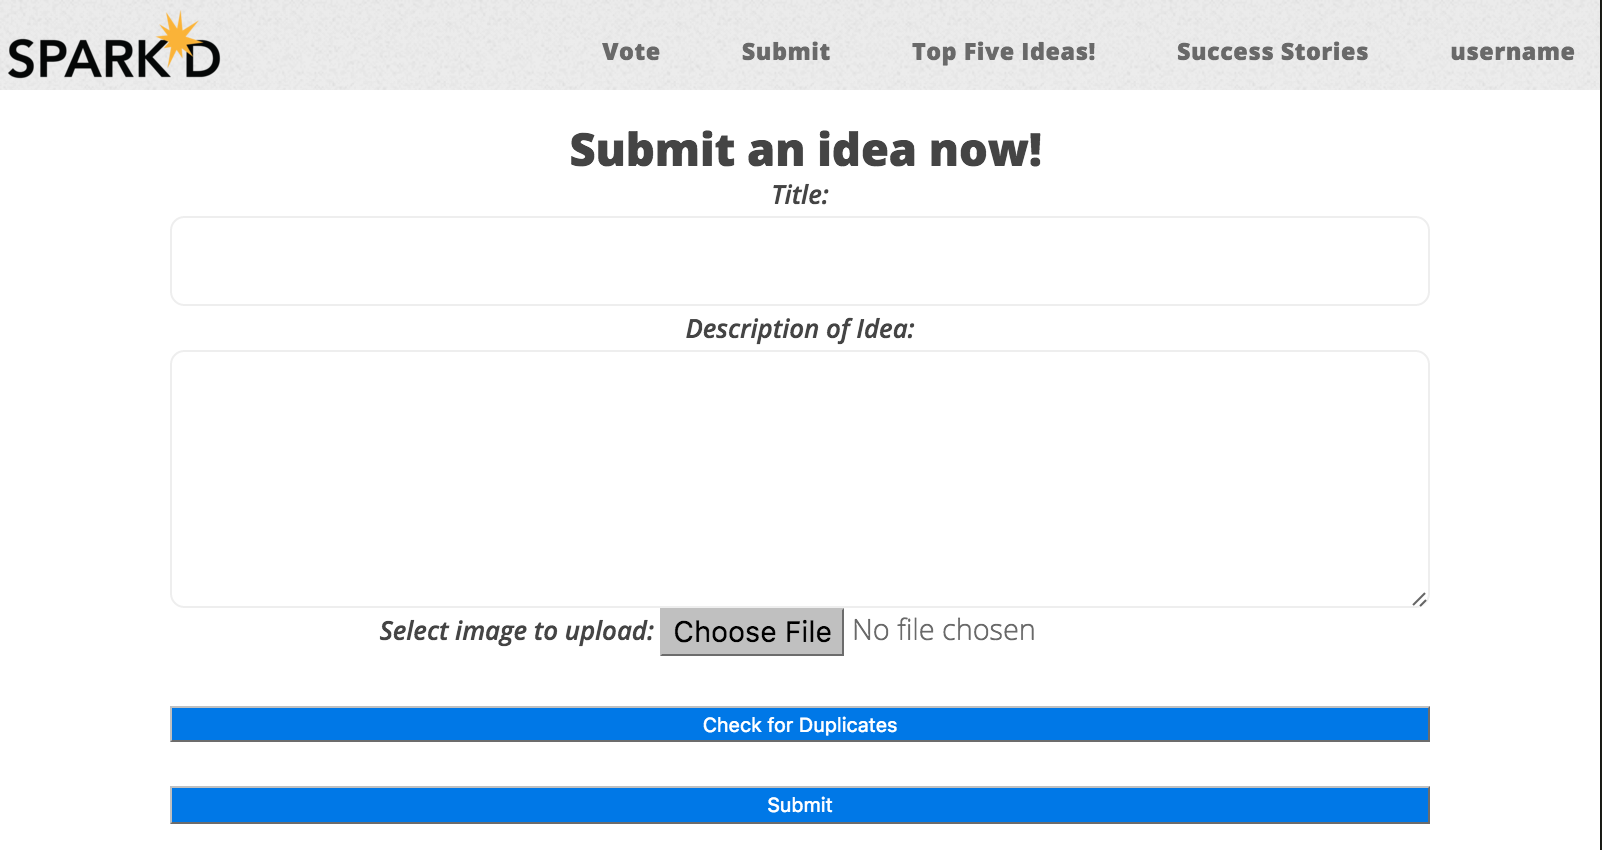 SPARK'D
Vote Submit Top Five Ideas! Success Stories username
Submit an idea now!
Title:
Description of Idea:
Select image to upload: Choose File No file chosen
Check for Duplicates
Submit